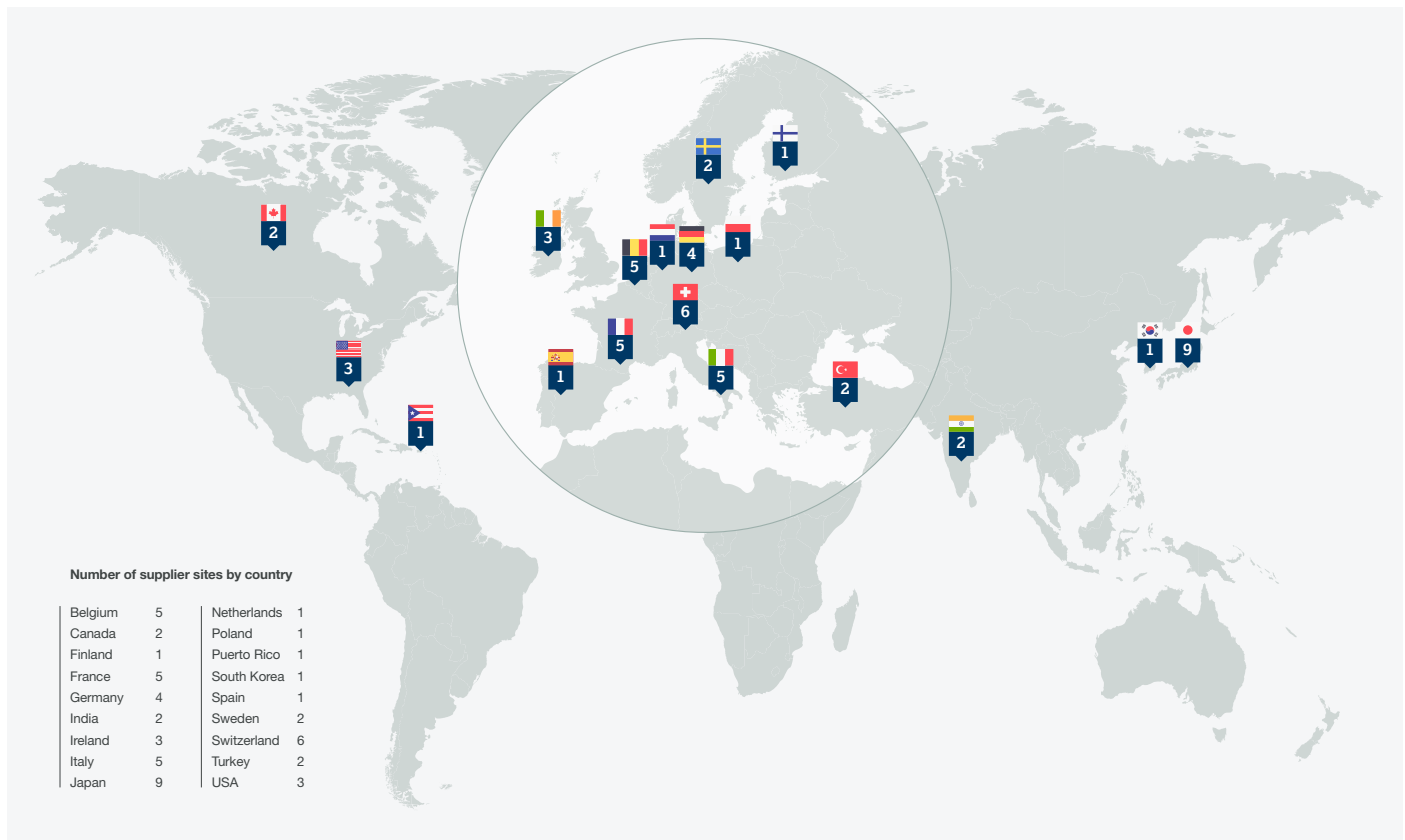 2
1
3
1
4
1
5
2
6
5
1
9
3
5
1
5
2
1
2
Number of supplier sites by country
Belgium 5
Canada 2
Finland 1
France 5
Germany 4
India 2
Ireland 3
Italy 5
Japan 9
Netherlands 1
Poland 1
Puerto Rico 1
South Korea 1
Spain 1
Sweden 2
Switzerland 6
Turkey 2
USA 3